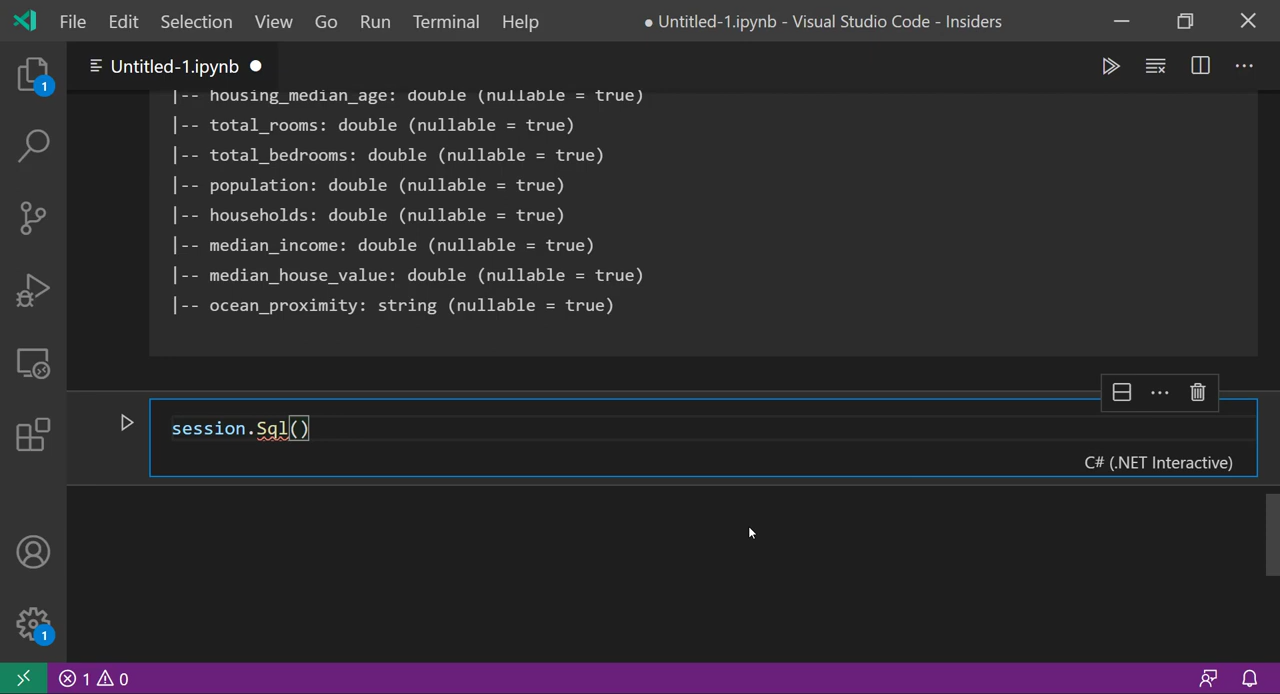 File Edit Selection View Go Run Terminal Help ● Untitled-1.ipynb - Visual Studio Code - Insiders
Untitled-1.ipynb ●
1
|-- housing_median_age: double (nullable = true)
|-- total_rooms: double (nullable = true)
|-- total_bedrooms: double (nullable = true)
|-- population: double (nullable = true)
|-- households: double (nullable = true)
|-- median_income: double (nullable = true)
|-- median_house_value: double (nullable = true)
|-- ocean_proximity: string (nullable = true)
session.Sql()
C# (.NET Interactive)
1
1 0